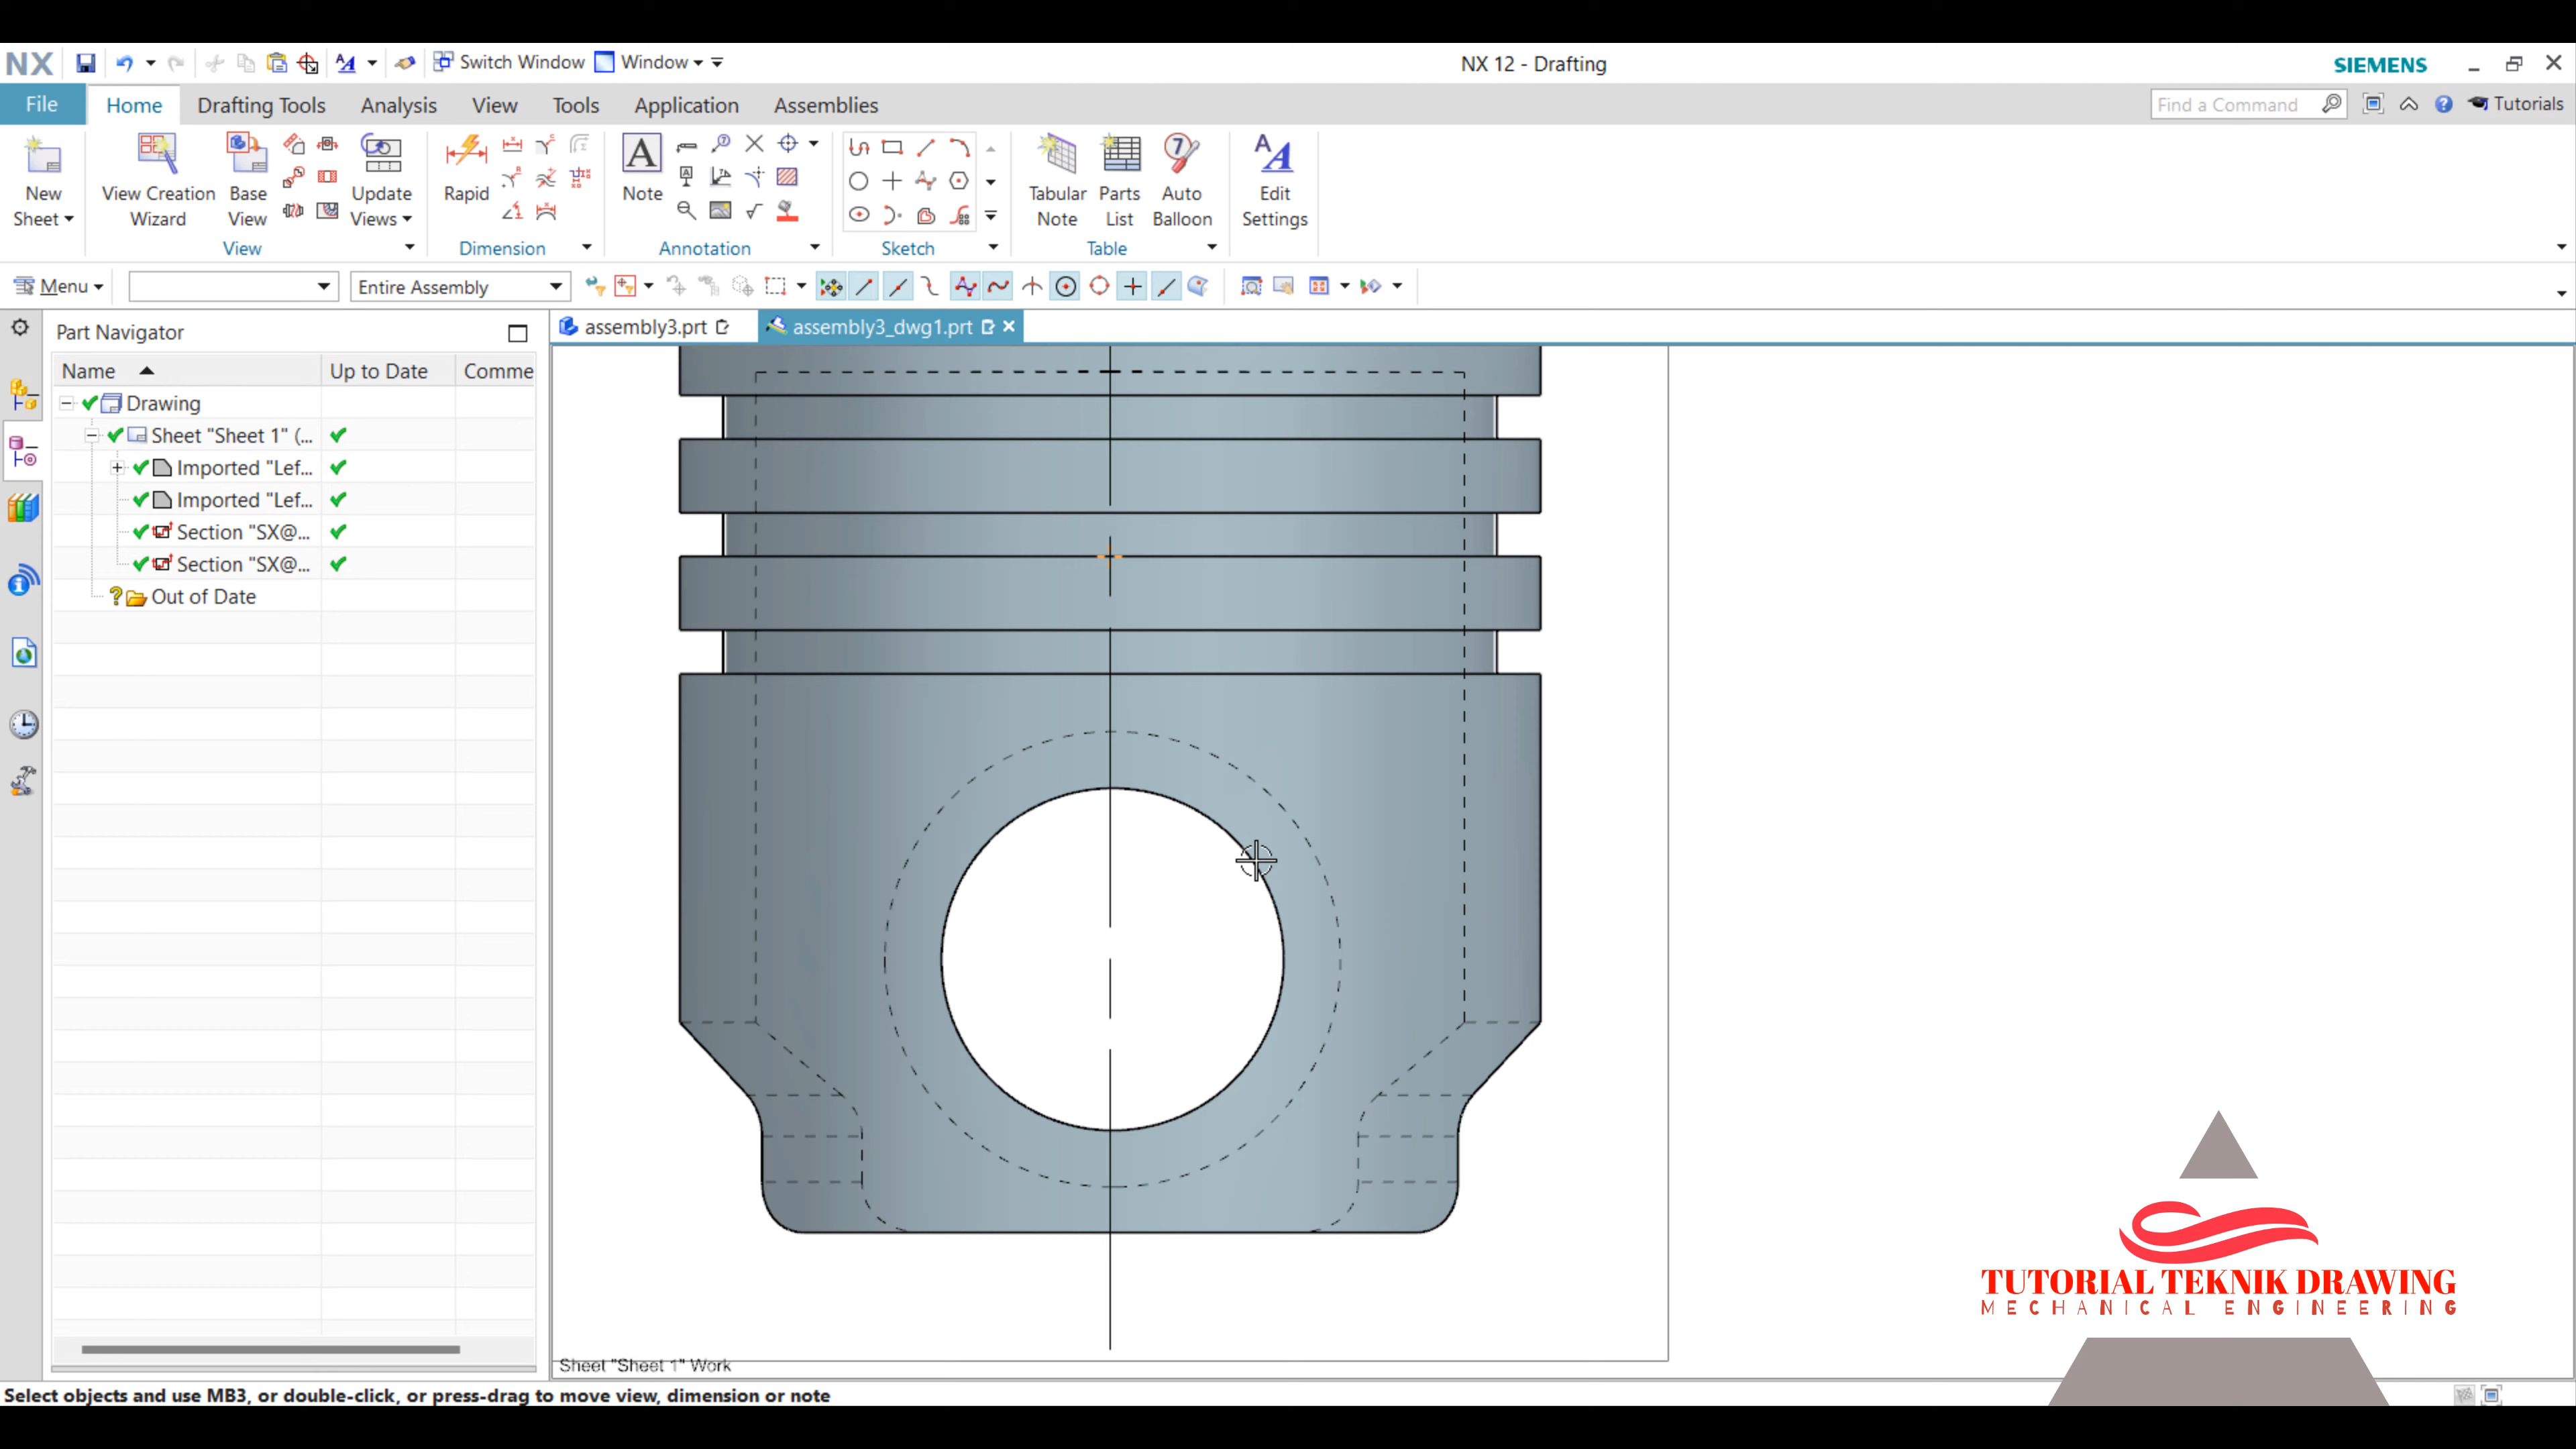 NX Switch Window Window NX 12 - Drafting SIEMENS
File Home Drafting Tools Analysis View Tools Application Assemblies Find a Command Tutorials
New Sheet View Creation Wizard Base View Update Views Rapid A Note Tabular Note Parts List 7 Auto Balloon Edit Settings
View Dimension Annotation Sketch Table
Menu Entire Assembly
Part Navigator assembly3.prt assembly3_dwg1.prt
Name Up to Date Comme
Drawing
Sheet "Sheet 1" (...
Imported "Lef...
Imported "Lef...
Section "SX@...
Section "SX@...
? Out of Date
TUTORIAL TEKNIK DRAWING
MECHANICAL ENGINEERING
Sheet "Sheet 1" Work
Select objects and use MB3, or double-click, or press-drag to move view, dimension or note